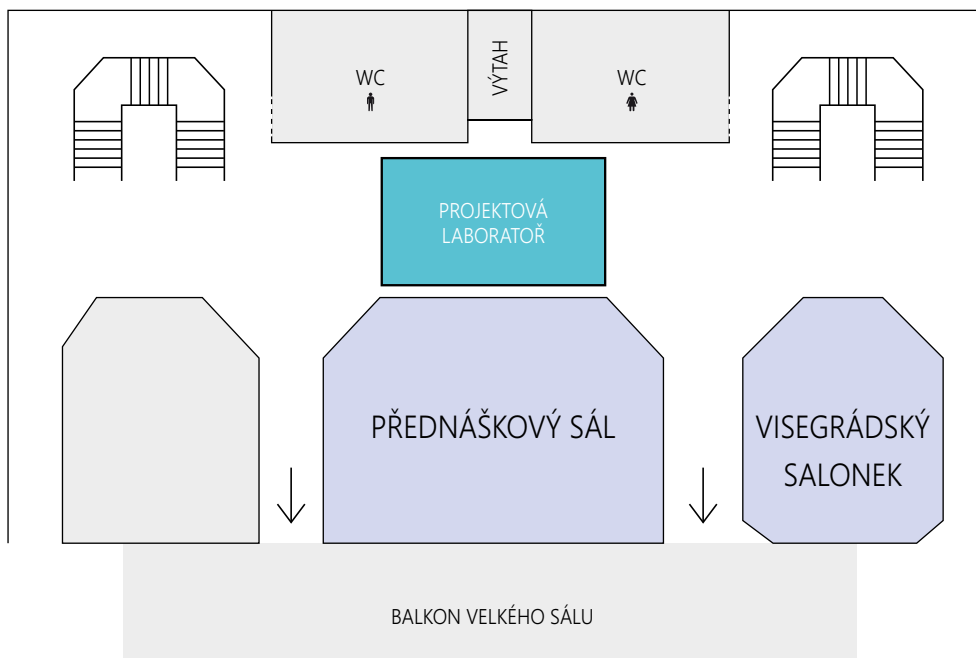 WC
VÝTAH
WC
PROJEKTOVÁ
LABORATOŘ
PŘEDNÁŠKOVÝ SÁL
VISEGRÁDSKÝ
SALONEK
BALKON VELKÉHO SÁLU